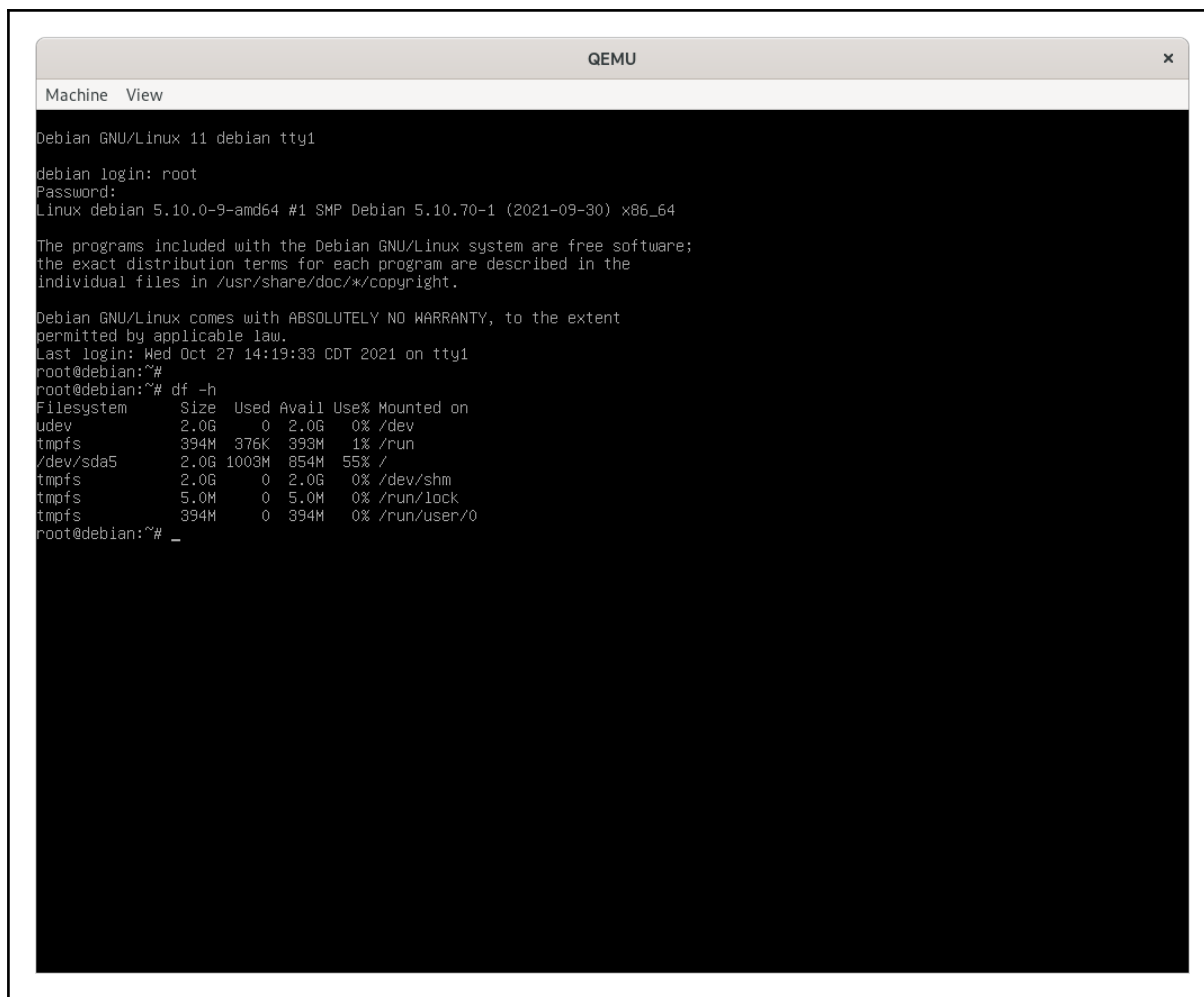 QEMU
×
Machine View
Debian GNU/Linux 11 debian tty1
debian login: root
Password:
Linux debian 5.10.0-9-amd64 #1 SMP Debian 5.10.70-1 (2021-09-30) x86_64
The programs included with the Debian GNU/Linux system are free software;
the exact distribution terms for each program are described in the
individual files in /usr/share/doc/*/copyright.
Debian GNU/Linux comes with ABSOLUTELY NO WARRANTY, to the extent
permitted by applicable law.
Last login: Wed Oct 27 14:19:33 CDT 2021 on tty1
root@debian:~#
root@debian:~# df -h
Filesystem      Size  Used Avail Use% Mounted on
udev            2.0G     0  2.0G   0% /dev
tmpfs           394M  376K  393M   1% /run
/dev/sda5       2.0G 1003M  854M  55% /
tmpfs           2.0G     0  2.0G   0% /dev/shm
tmpfs           5.0M     0  5.0M   0% /run/lock
tmpfs           394M     0  394M   0% /run/user/0
root@debian:~# _